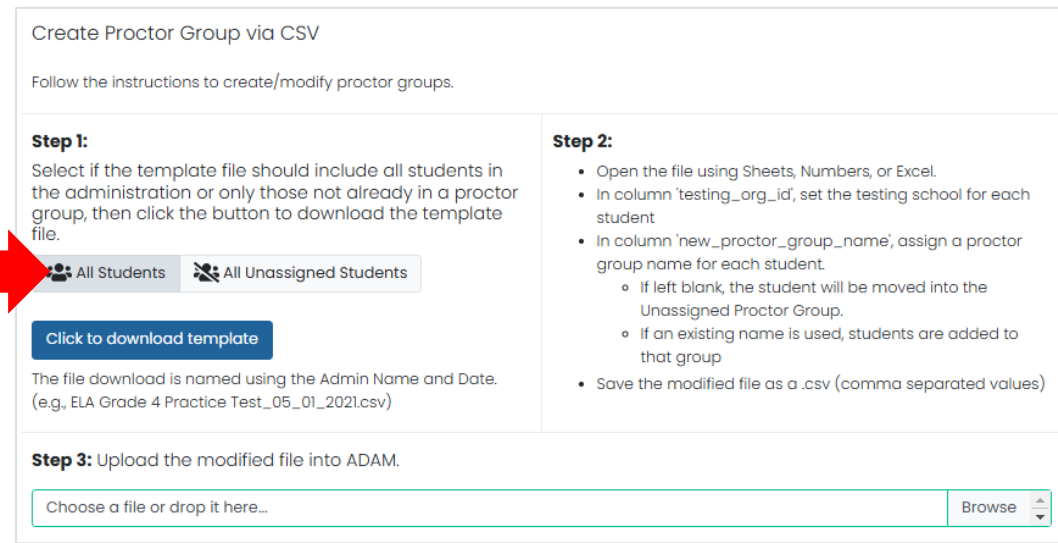 Create Proctor Group via CSV
Follow the instructions to create/modify proctor groups.
Step 1:
Select if the template file should include all students in
the administration or only those not already in a proctor
group, then click the button to download the template
file.
All Students
All Unassigned Students
Click to download template
The file download is named using the Admin Name and Date.
(e.g., ELA Grade 4 Practice Test_05_01_2021.csv)
Step 2:
Open the file using Sheets, Numbers, or Excel.
In column 'testing_org_id', set the testing school for each
student
In column 'new_proctor_group_name', assign a proctor
group name for each student.
If left blank, the student will be moved into the
Unassigned Proctor Group.
If an existing name is used, students are added to
that group
Save the modified file as a .csv (comma separated values)
Step 3: Upload the modified file into ADAM.
Choose a file or drop it here...
Browse